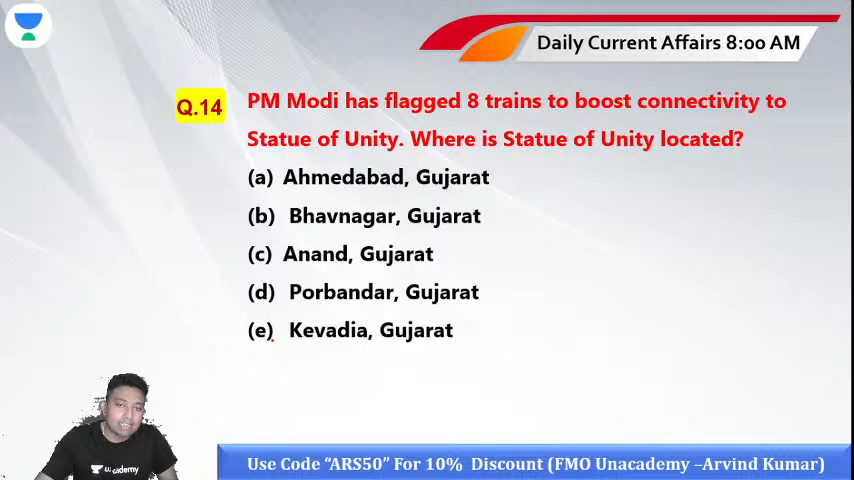 Daily Current Affairs 8:00 AM
Q.14 PM Modi has flagged 8 trains to boost connectivity to
Statue of Unity. Where is Statue of Unity located?
(a) Ahmedabad, Gujarat
(b) Bhavnagar, Gujarat
(c) Anand, Gujarat
(d) Porbandar, Gujarat
(e) Kevadia, Gujarat
Use Code “ARS50” For 10% Discount (FMO Unacademy –Arvind Kumar)